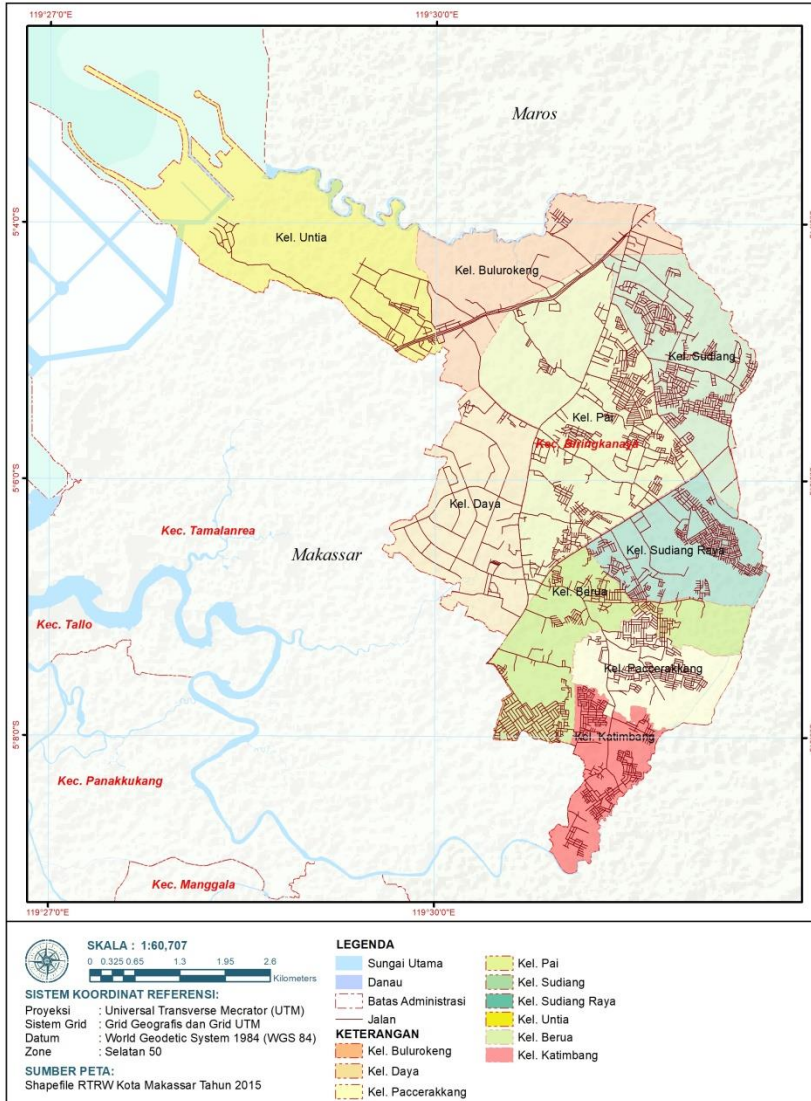 119°27'0"E 119°30'0"E
Maros
5°4'0"S
Kel. Untia
Kel. Bulurokeng
Kel. Sudiang
Kel. Pai
Kec. Biringkanaya
5°6'0"S
Kel. Daya
Kec. Tamalanrea
Makassar
Kel. Sudiang Raya
Kel. Berua
Kec. Tallo
Kel. Paccerakkang
5°8'0"S
Kel. Katimbang
Kec. Panakkukang
Kec. Manggala
119°27'0"E 119°30'0"E
SKALA : 1:60,707
0 0.325 0.65 1.3 1.95 2.6
Kilometers
SISTEM KOORDINAT REFERENSI:
Proyeksi : Universal Transverse Mecrator (UTM)
Sistem Grid : Grid Geografis dan Grid UTM
Datum : World Geodetic System 1984 (WGS 84)
Zone : Selatan 50
SUMBER PETA:
Shapefile RTRW Kota Makassar Tahun 2015
LEGENDA
Sungai Utama
Danau
Batas Administrasi
Jalan
KETERANGAN
Kel. Bulurokeng
Kel. Daya
Kel. Paccerakkang
Kel. Pai
Kel. Sudiang
Kel. Sudiang Raya
Kel. Untia
Kel. Berua
Kel. Katimbang